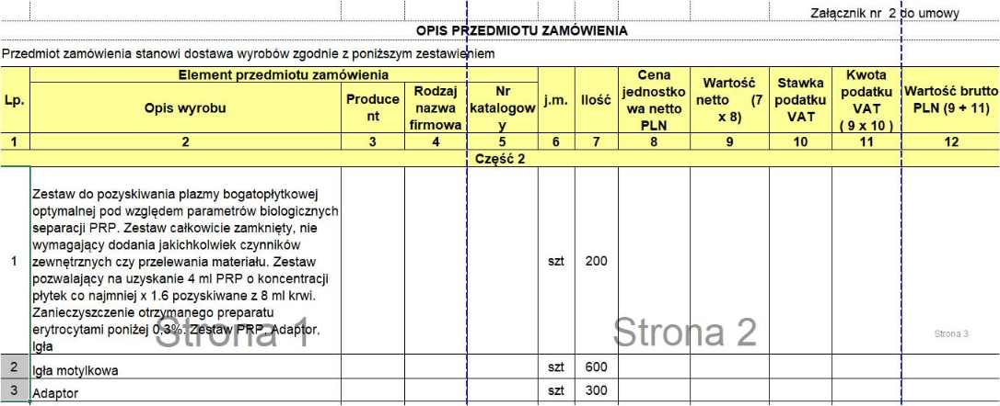 Załącznik nr 2 do umowy
OPIS PRZEDMIOTU ZAMÓWIENIA
Przedmiot zamówienia stanowi dostawa wyrobów zgodnie z poniższym zestawieniem
Lp.
Element przedmiotu zamówienia
Opis wyrobu
Produce
nt
Rodzaj
nazwa
firmowa
Nr
katalogow
y
j.m.
Ilość
Cena
jednostko
wa netto
PLN
Wartość
netto (7
x 8)
Stawka
podatku
VAT
Kwota
podatku
VAT
( 9 x 10 )
Wartość brutto
PLN (9 + 11)
1 2 3 4 5 6 7 8 9 10 11 12
Część 2
1
Zestaw do pozyskiwania plazmy bogatopłytkowej
optymalnej pod względem parametrów biologicznych
separacji PRP. Zestaw całkowicie zamknięty, nie
wymagający dodania jakichkolwiek czynników
zewnętrznych czy przelewania materiału. Zestaw
pozwalający na uzyskanie 4 ml PRP o koncentracji
płytek co najmniej x 1.6 pozyskiwane z 8 ml krwi.
Zanieczyszczenie otrzymanego preparatu
erytrocytami poniżej 0,3%. Zestaw PRP, Adaptor,
Igła
szt 200
Strona 1
Strona 2
Strona 3
2 Igła motylkowa szt 600
3 Adaptor szt 300